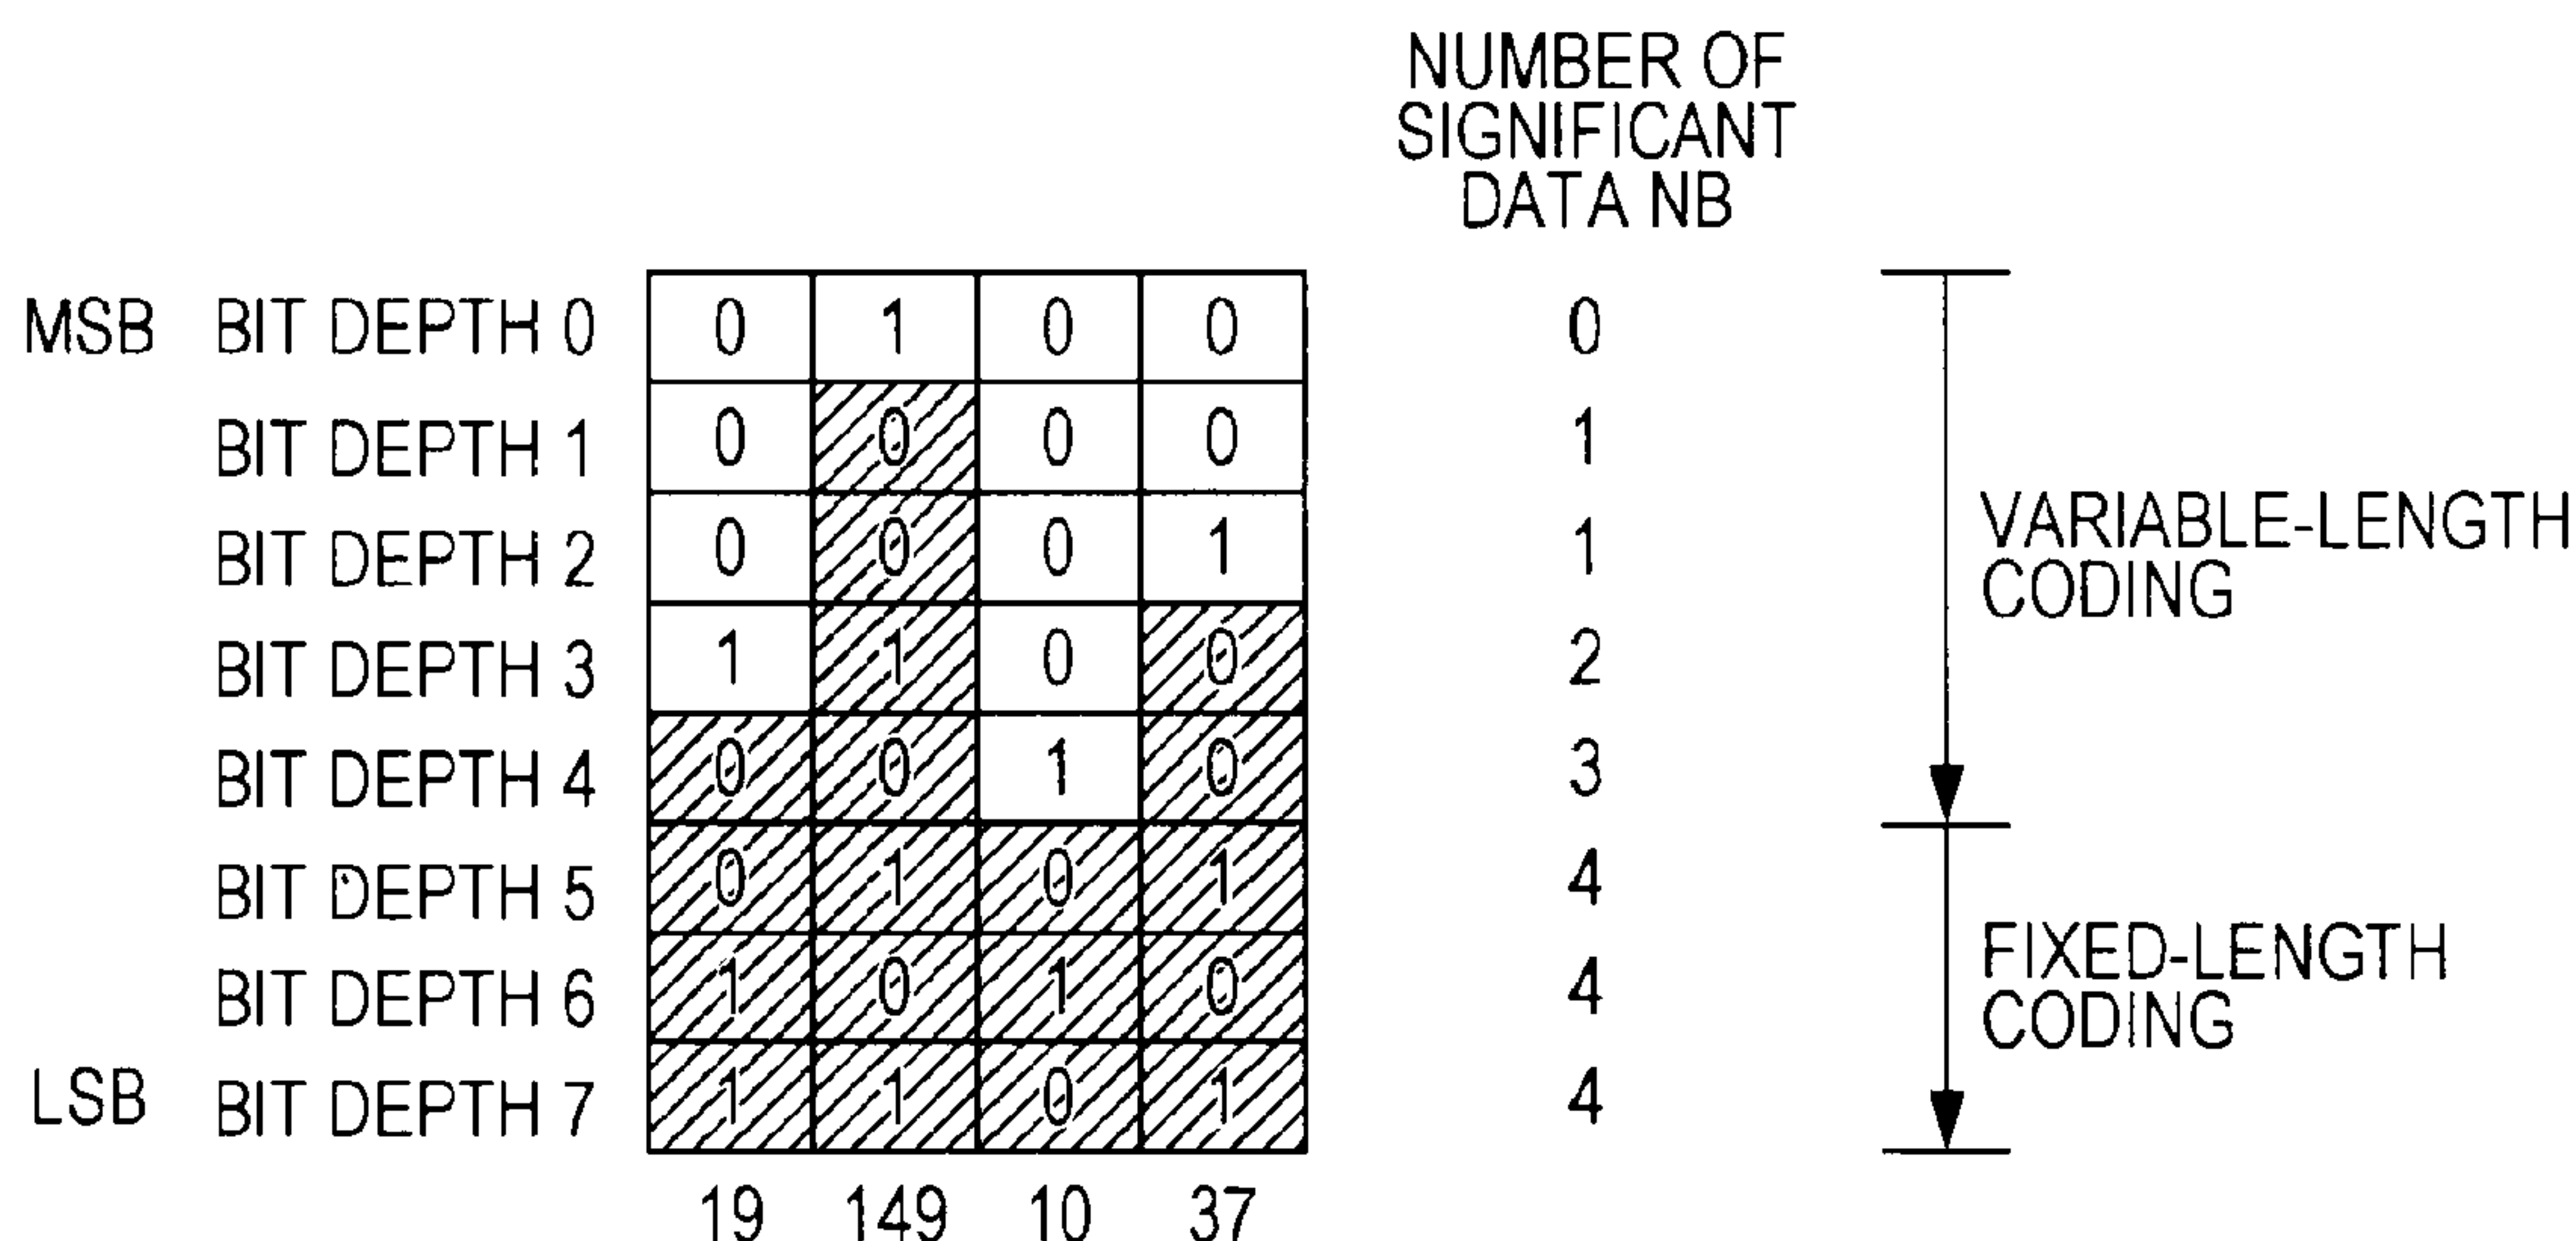 NUMBER OF
SIGNIFICANT
DATA NB
MSB BIT DEPTH 0 0 1 0 0 0
BIT DEPTH 1 0 0 0 0 1
BIT DEPTH 2 0 0 0 1 1
VARIABLE-LENGTH
CODING
BIT DEPTH 3 1 1 0 0 2
BIT DEPTH 4 0 0 1 0 3
BIT DEPTH 5 0 1 0 1 4
FIXED-LENGTH
CODING
BIT DEPTH 6 1 0 1 0 4
LSB BIT DEPTH 7 1 1 0 1 4
19 149 10 37